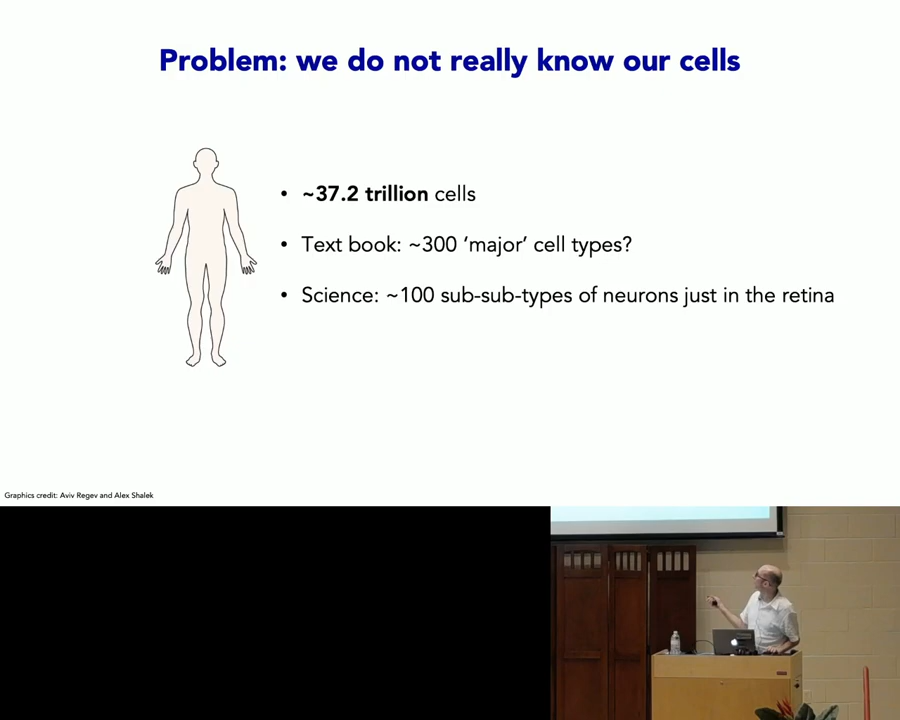 Problem: we do not really know our cells
• ~37.2 trillion cells
• Text book: ~300 ‘major’ cell types?
• Science: ~100 sub-sub-types of neurons just in the retina
Graphics credit: Aviv Regev and Alex Shalek